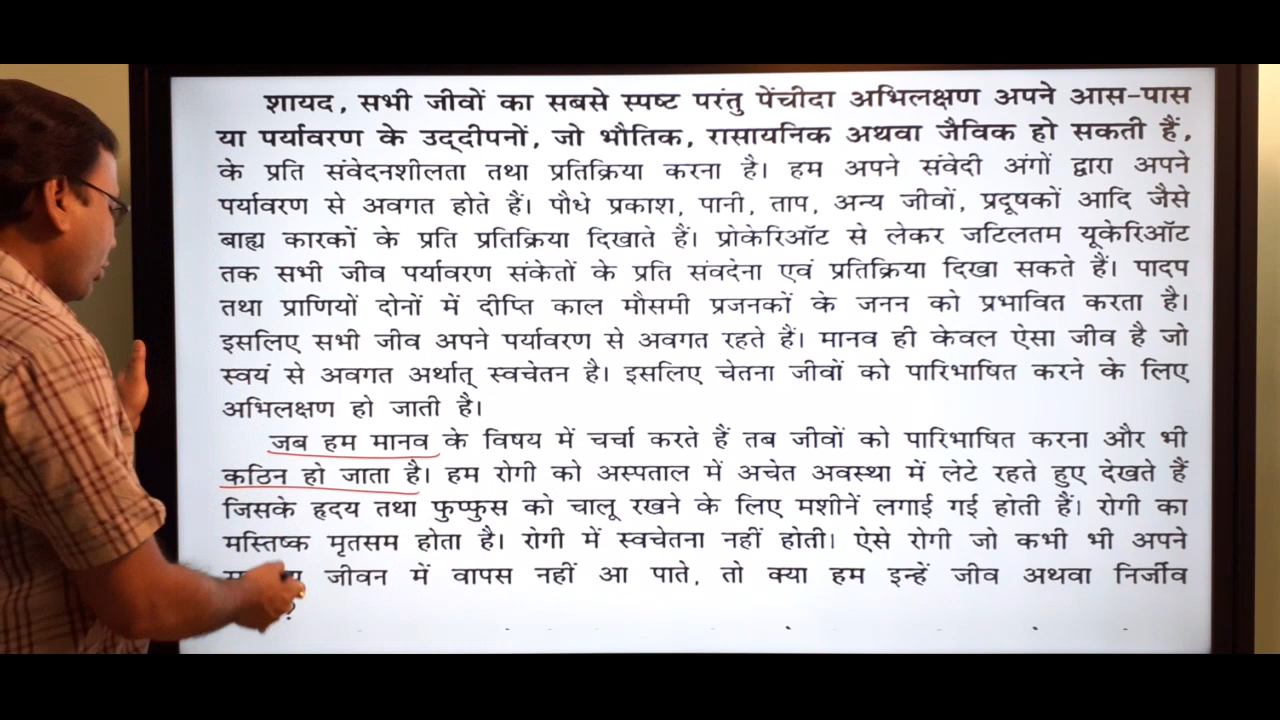 शायद, सभी जीवों का सबसे स्पष्ट परंतु पेंचीदा अभिलक्षण अपने आस-पास
या पर्यावरण के उद्दीपनों, जो भौतिक, रासायनिक अथवा जैविक हो सकती हैं,
के प्रति संवेदनशीलता तथा प्रतिक्रिया करना है। हम अपने संवेदी अंगों द्वारा अपने
पर्यावरण से अवगत होते हैं। पौधे प्रकाश, पानी, ताप, अन्य जीवों, प्रदूषकों आदि जैसे
बाह्य कारकों के प्रति प्रतिक्रिया दिखाते हैं। प्रोकेरिऑट से लेकर जटिलतम यूकेरिऑट
तक सभी जीव पर्यावरण संकेतों के प्रति संवदेना एवं प्रतिक्रिया दिखा सकते हैं। पादप
तथा प्राणियों दोनों में दीप्ति काल मौसमी प्रजनकों के जनन को प्रभावित करता है।
इसलिए सभी जीव अपने पर्यावरण से अवगत रहते हैं। मानव ही केवल ऐसा जीव है जो
स्वयं से अवगत अर्थात् स्वचेतन है। इसलिए चेतना जीवों को पारिभाषित करने के लिए
अभिलक्षण हो जाती है।
जब हम मानव के विषय में चर्चा करते हैं तब जीवों को पारिभाषित करना और भी
कठिन हो जाता है। हम रोगी को अस्पताल में अचेत अवस्था में लेटे रहते हुए देखते हैं
जिसके हृदय तथा फुप्फुस को चालू रखने के लिए मशीनें लगाई गई होती हैं। रोगी का
मस्तिष्क मृतसम होता है। रोगी में स्वचेतना नहीं होती। ऐसे रोगी जो कभी भी अपने
जीवन में वापस नहीं आ पाते, तो क्या हम इन्हें जीव अथवा निर्जीव
?